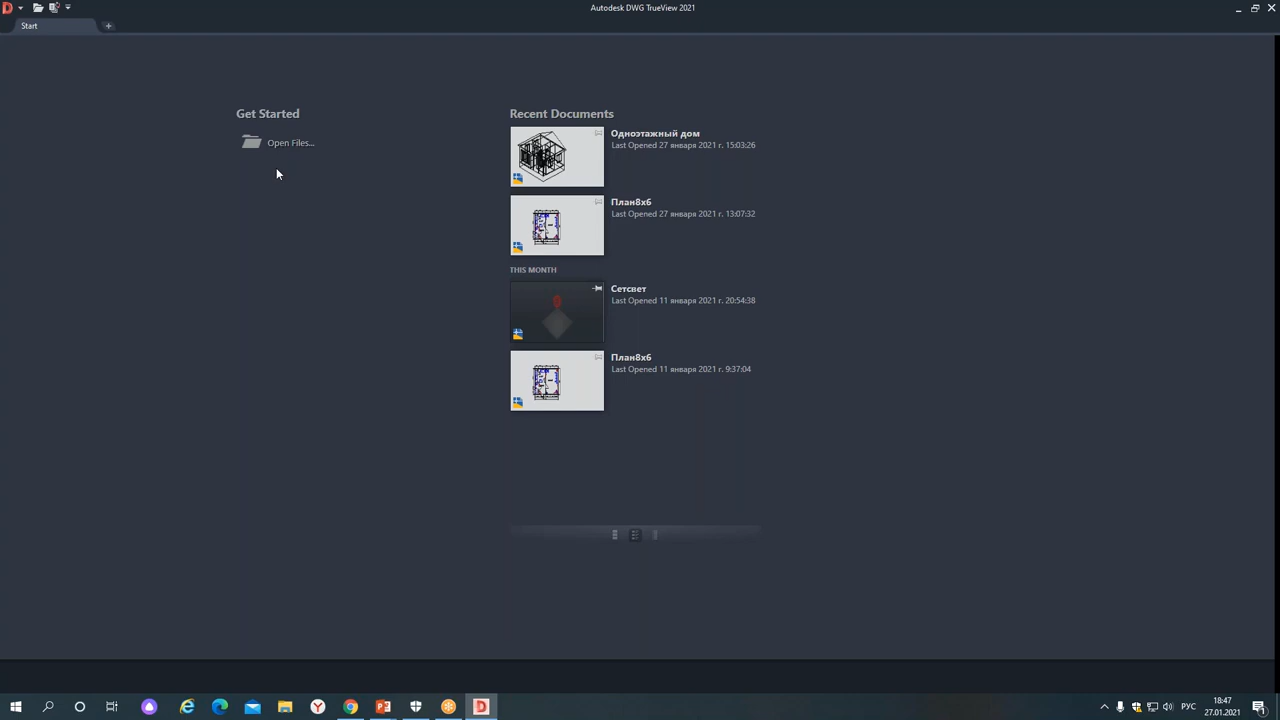 Autodesk DWG TrueView 2021
Start
Get Started
Open Files...
Recent Documents
Одноэтажный дом
Last Opened 27 января 2021 г. 15:03:26
План8х6
Last Opened 27 января 2021 г. 13:07:32
THIS MONTH
Сетсвет
Last Opened 11 января 2021 г. 20:54:38
План8х6
Last Opened 11 января 2021 г. 9:37:04
РУС
18:47
27.01.2021